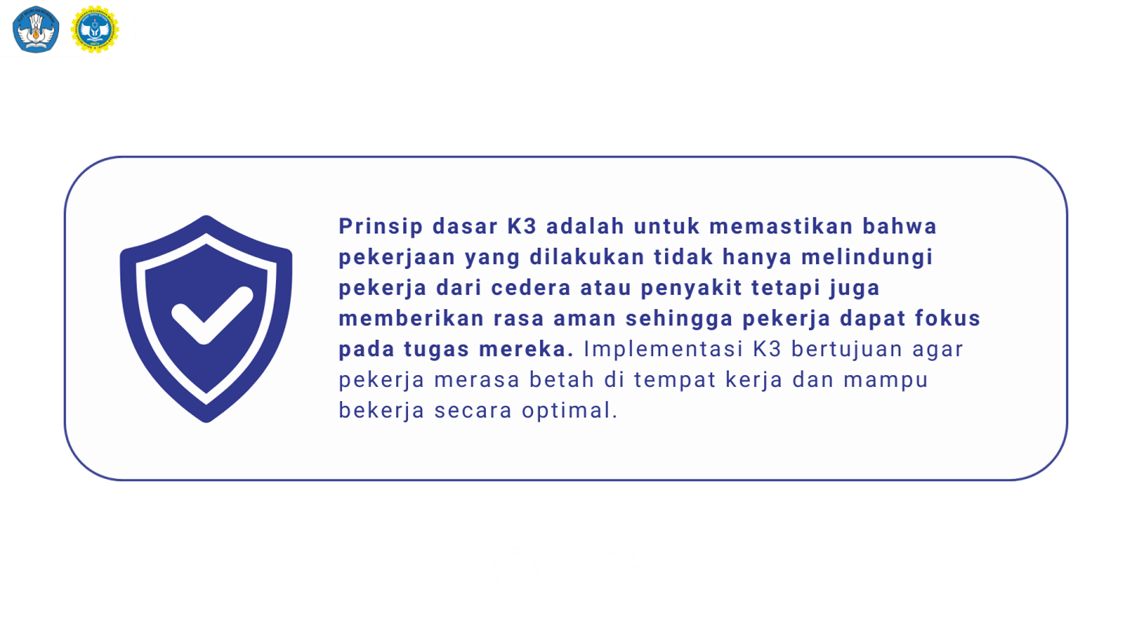 Prinsip dasar K3 adalah untuk memastikan bahwa
pekerjaan yang dilakukan tidak hanya melindungi
pekerja dari cedera atau penyakit tetapi juga
memberikan rasa aman sehingga pekerja dapat fokus
pada tugas mereka. Implementasi K3 bertujuan agar
pekerja merasa betah di tempat kerja dan mampu
bekerja secara optimal.